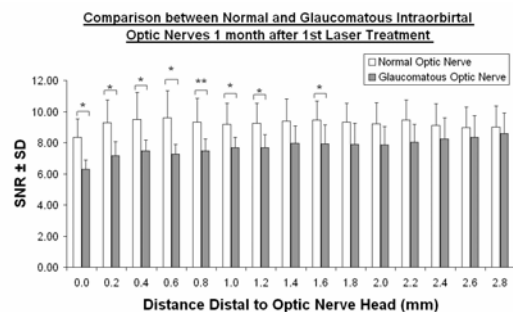 Comparison between Normal and Glaucomatous Intraorbirtal
Optic Nerves 1 month after 1st Laser Treatment
Normal Optic Nerve
Glaucomatous Optic Nerve
SNR ± SD
12.00
10.00
8.00
6.00
4.00
2.00
0.00
* * * * ** * * *
0.0 0.2 0.4 0.6 0.8 1.0 1.2 1.4 1.6 1.8 2.0 2.2 2.4 2.6 2.8
Distance Distal to Optic Nerve Head (mm)